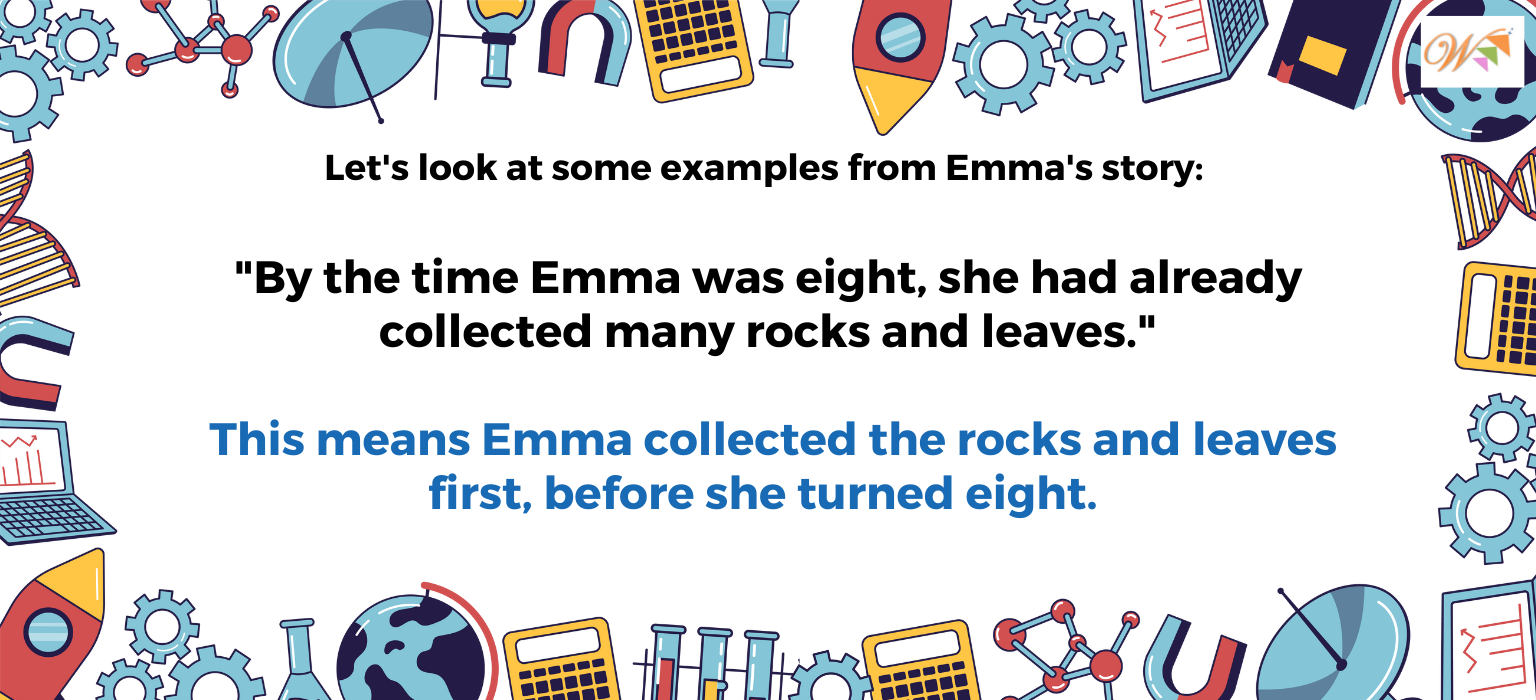 W
Let's look at some examples from Emma's story:
"By the time Emma was eight, she had already
collected many rocks and leaves."
This means Emma collected the rocks and leaves
first, before she turned eight.